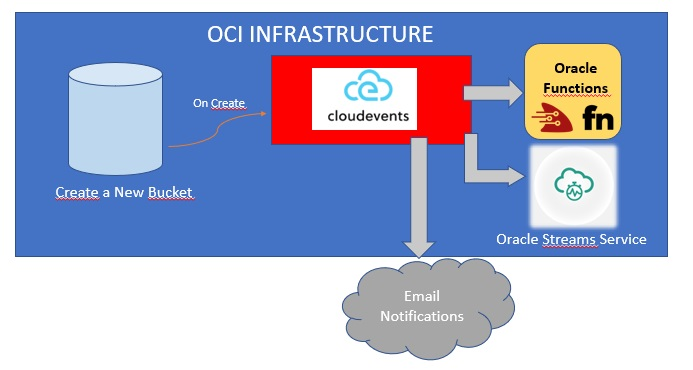 OCI INFRASTRUCTURE
On Create
cloudevents
Oracle
Functions
fn
Create a New Bucket
Oracle Streams Service
Email
Notifications